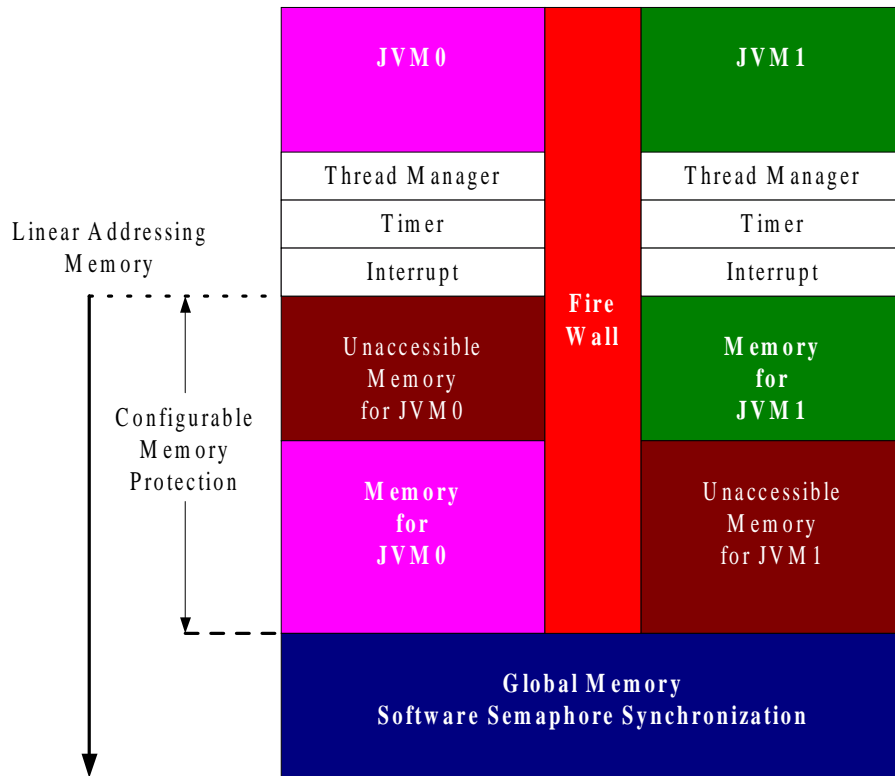 JVM0
JVM1
Thread Manager
Thread Manager
Timer
Timer
Interrupt
Interrupt
Linear Addressing
Memory
Fire
Wall
Unaccessible
Memory
for JVM0
Memory
for
JVM1
Configurable
Memory
Protection
Memory
for
JVM0
Unaccessible
Memory
for JVM1
Global Memory
Software Semaphore Synchronization